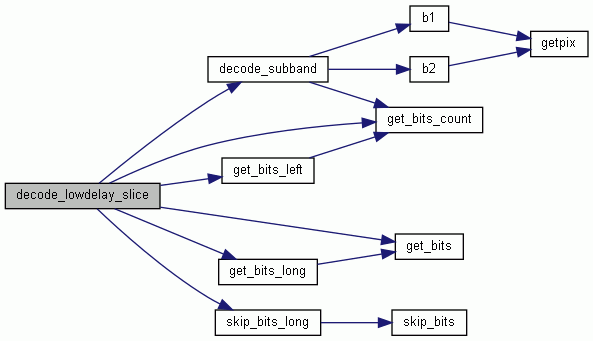 b1
getpix
decode_subband
b2
get_bits_count
get_bits_left
decode_lowdelay_slice
get_bits
get_bits_long
skip_bits_long
skip_bits